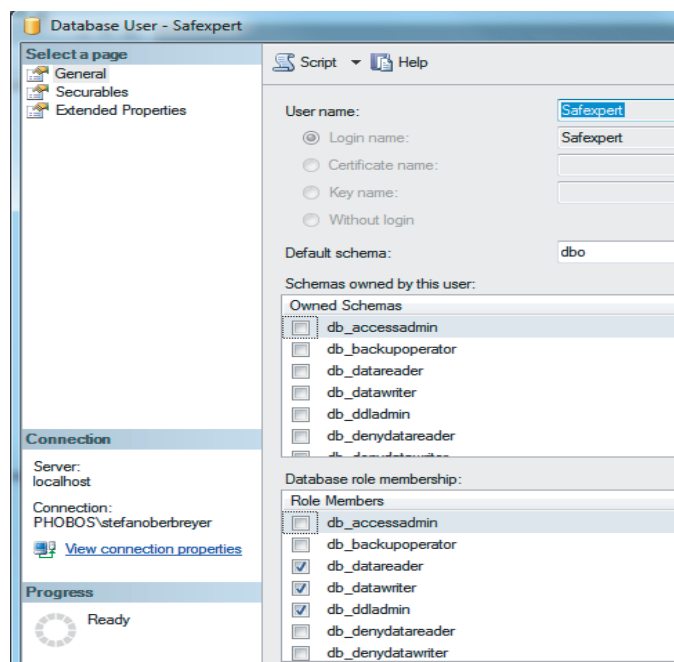 Database User - Safexpert
Select a page
General
Securables
Extended Properties
Script Help
User name: Safexpert
Login name: Safexpert
Certificate name:
Key name:
Without login
Default schema: dbo
Schemas owned by this user:
Owned Schemas
db_accessadmin
db_backupoperator
db_datareader
db_datawriter
db_ddladmin
db_denydatareader
db_denydatawriter
Connection
Server:
localhost
Connection:
PHOBOS\stefanoberbreyer
View connection properties
Progress
Ready
Database role membership:
Role Members
db_accessadmin
db_backupoperator
db_datareader
db_datawriter
db_ddladmin
db_denydatareader
db_denydatawriter